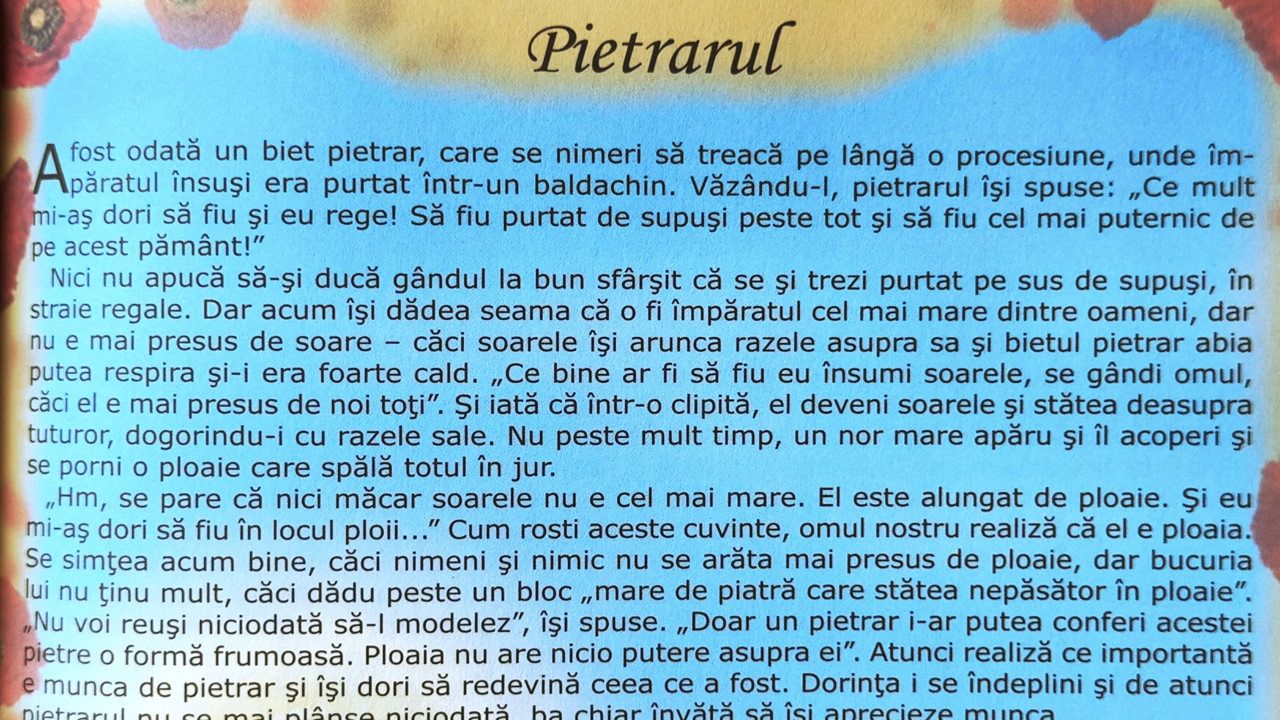 Pietrarul
A fost odată un biet pietrar, care se nimeri să treacă pe lângă o procesiune, unde îm-
păratul însuşi era purtat într-un baldachin. Văzându-l, pietrarul îşi spuse: „Ce mult
mi-aş dori să fiu şi eu rege! Să fiu purtat de supuşi peste tot şi să fiu cel mai puternic de
pe acest pământ!”
Nici nu apucă să-şi ducă gândul la bun sfârşit că se şi trezi purtat pe sus de supuşi, în
straie regale. Dar acum îşi dădea seama că o fi împăratul cel mai mare dintre oameni, dar
nu e mai presus de soare – căci soarele îşi arunca razele asupra sa şi bietul pietrar abia
putea respira şi-i era foarte cald. „Ce bine ar fi să fiu eu însumi soarele, se gândi omul,
căci el e mai presus de noi toţi”. Şi iată că într-o clipită, el deveni soarele şi stătea deasupra
tuturor, dogorindu-i cu razele sale. Nu peste mult timp, un nor mare apăru şi îl acoperi şi
se porni o ploaie care spălă totul în jur.
„Hm, se pare că nici măcar soarele nu e cel mai mare. El este alungat de ploaie. Şi eu
mi-aş dori să fiu în locul ploii...” Cum rosti aceste cuvinte, omul nostru realiză că el e ploaia.
Se simţea acum bine, căci nimeni şi nimic nu se arăta mai presus de ploaie, dar bucuria
lui nu ţinu mult, căci dădu peste un bloc „mare de piatră care stătea nepăsător în ploaie”.
„Nu voi reuşi niciodată să-l modelez”, îşi spuse. „Doar un pietrar i-ar putea conferi acestei
pietre o formă frumoasă. Ploaia nu are nicio putere asupra ei”. Atunci realiză ce importantă
e munca de pietrar şi îşi dori să redevină ceea ce a fost. Dorinţa i se îndeplini şi de atunci
pietrarul nu se mai plânse niciodată, ba chiar învăţă să îşi aprecieze munca.